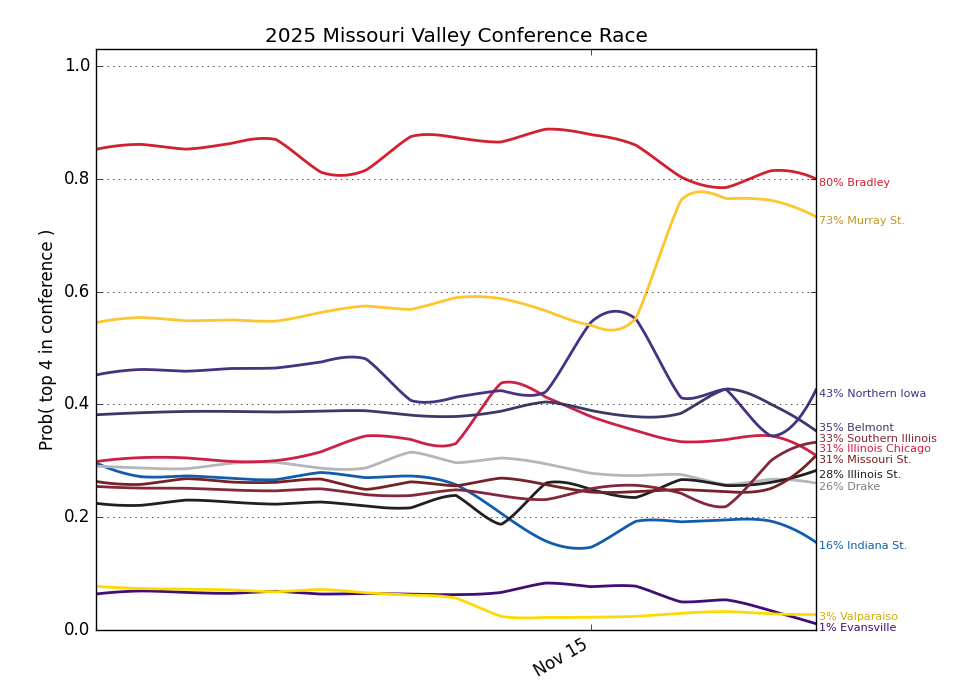 2025 Missouri Valley Conference Race
Prob( top 4 in conference )
1.0
0.8
0.6
0.4
0.2
0.0
80% Bradley
73% Murray St.
43% Northern Iowa
35% Belmont
33% Southern Illinois
31% Illinois Chicago
31% Missouri St.
28% Illinois St.
26% Drake
16% Indiana St.
3% Valparaiso
1% Evansville
Nov 15